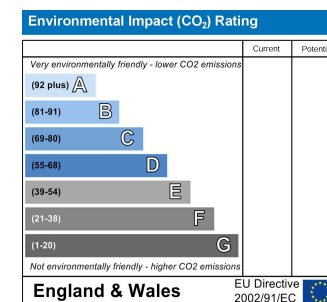 Environmental Impact (CO₂) Rating
Current Potenti
Very environmentally friendly - lower CO2 emissions
(92 plus) A
(81-91) B
(69-80) C
(55-68) D
(39-54) E
(21-38) F
(1-20) G
Not environmentally friendly - higher CO2 emissions
England & Wales
EU Directive
2002/91/EC